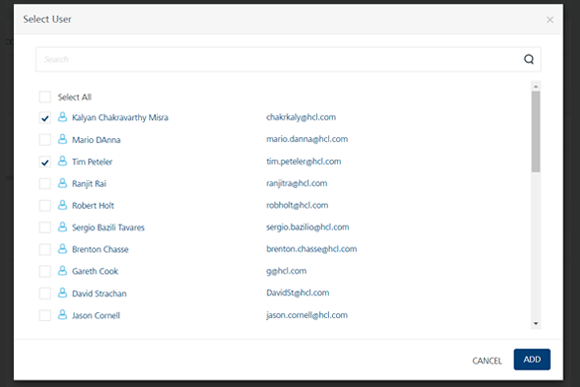 Select User
Search
Select All
Kalyan Chakravarthy Misra chakrkaly@hcl.com
Mario DAnna mario.danna@hcl.com
Tim Peteler tim.peteler@hcl.com
Ranjit Rai ranjitra@hcl.com
Robert Holt robholt@hcl.com
Sergio Bazili Tavares sergio.bazilio@hcl.com
Brenton Chasse brenton.chasse@hcl.com
Gareth Cook g@hcl.com
David Strachan DavidSt@hcl.com
Jason Cornell jason.cornell@hcl.com
CANCEL ADD